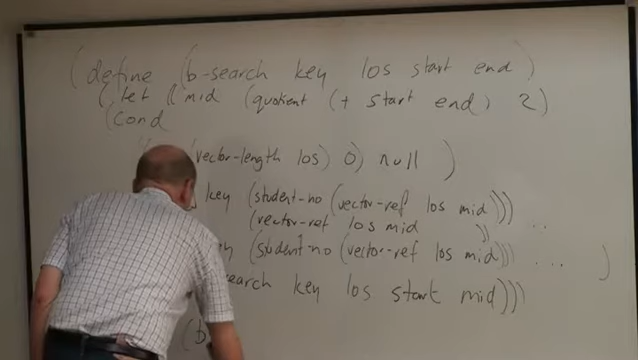 (define (b-search key los start end)
(let ((mid (quotient (+ start end) 2)
(cond
vector-length los) 0) null )
key (student-no (vector-ref los mid)))
(vector-ref los mid ))
(student-no (vector-ref los mid))) .... )
search key los start mid)))
(b